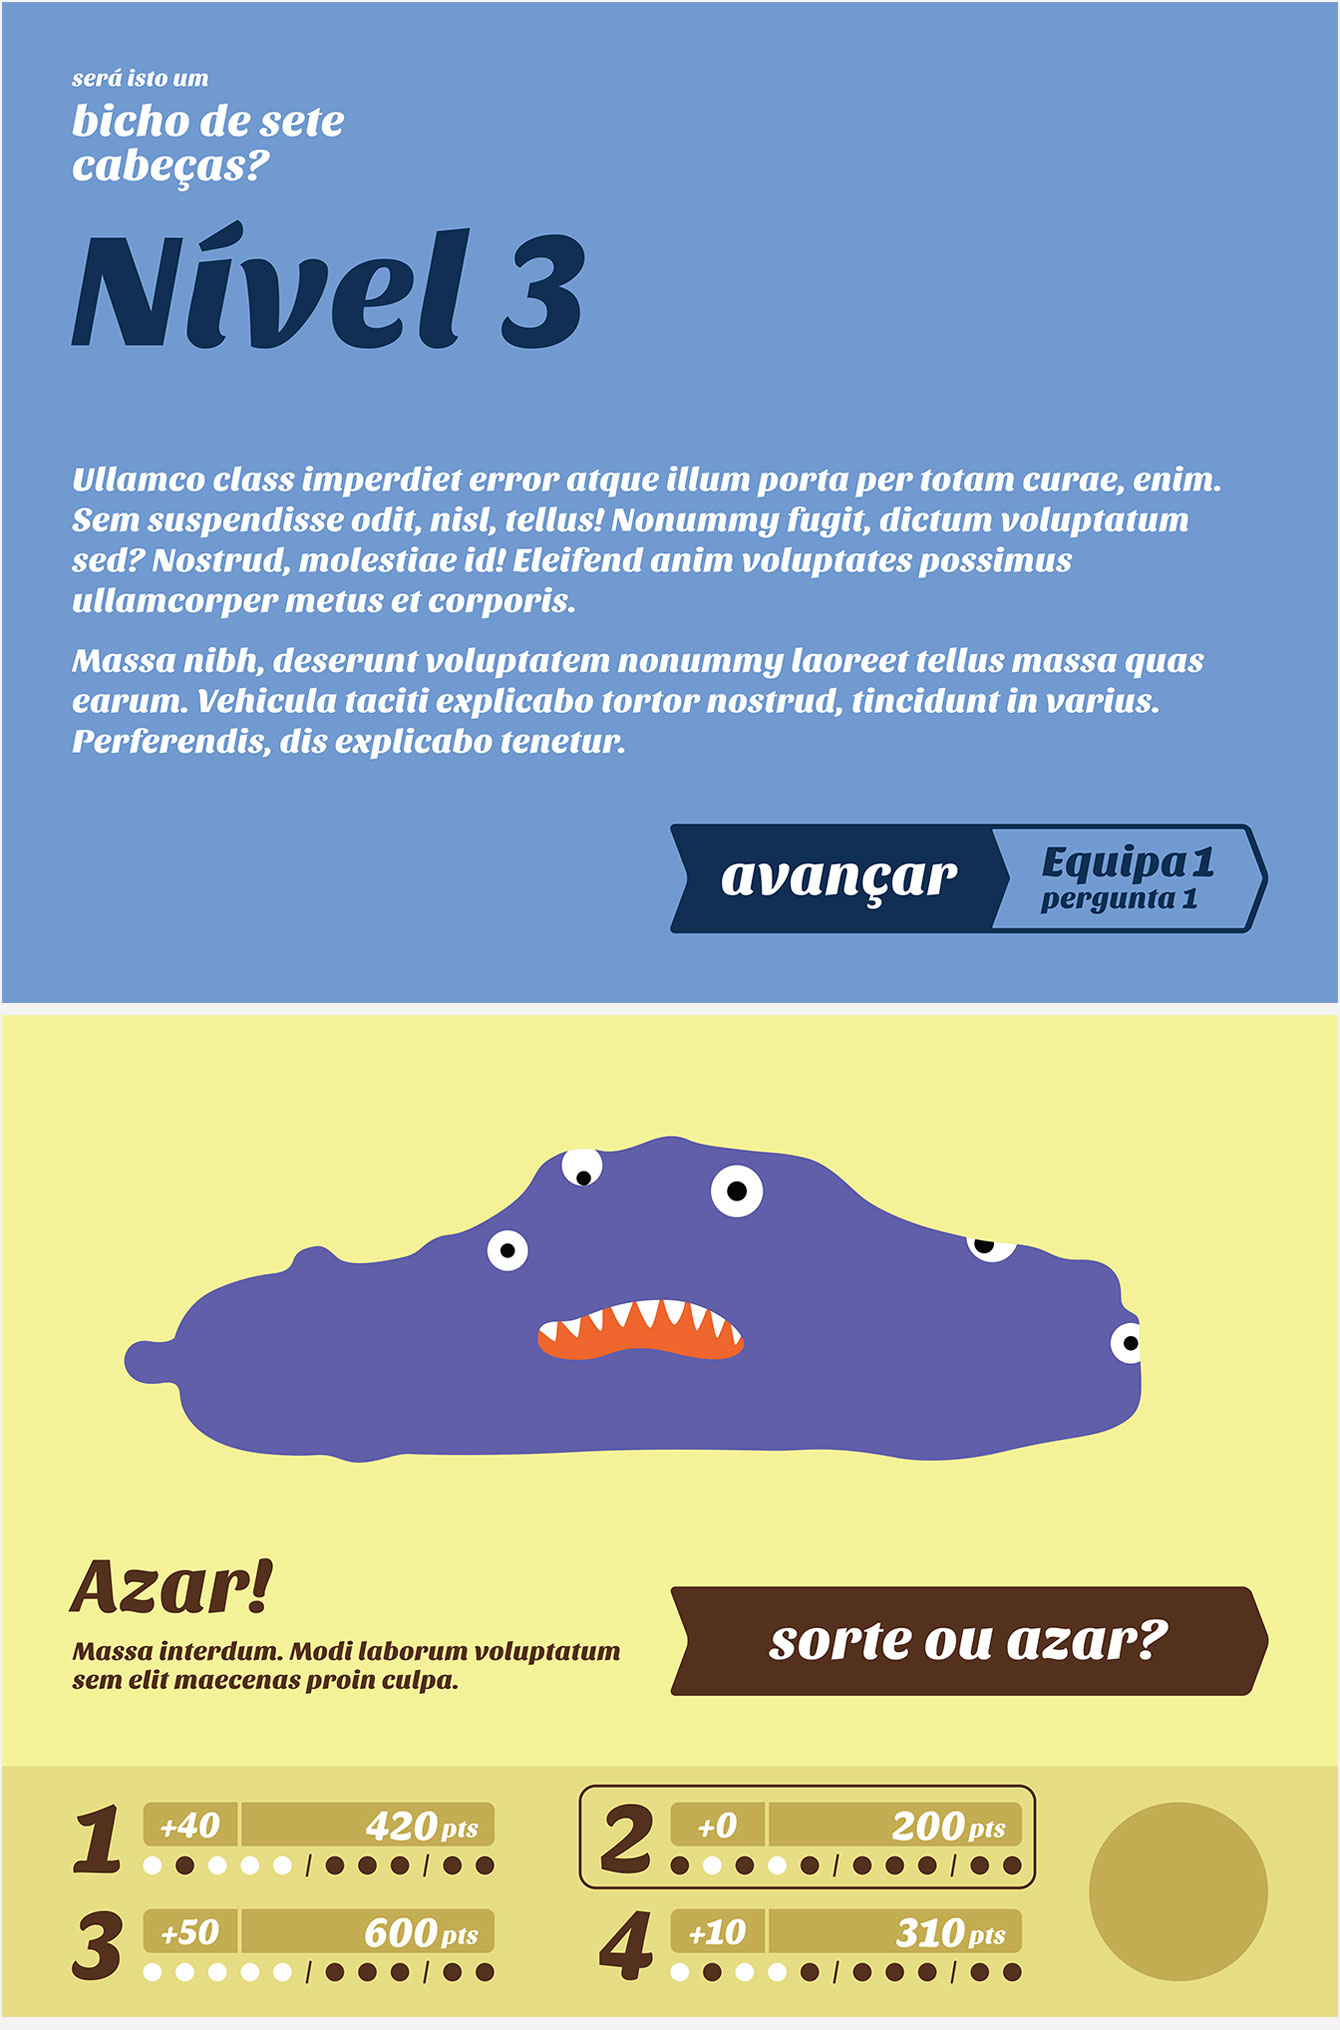 será isto um
bicho de sete
cabeças?
Nível 3
Ullamco class imperdiet error atque illum porta per totam curae, enim.
Sem suspendisse odit, nisl, tellus! Nonummy fugit, dictum voluptatum
sed? Nostrud, molestiae id! Eleifend anim voluptates possimus
ullamcorper metus et corporis.
Massa nibh, deserunt voluptatem nonummy laoreet tellus massa quas
earum. Vehicula taciti explicabo tortor nostrud, tincidunt in varius.
Perferendis, dis explicabo tenetur.
avançar
Equipa 1
pergunta 1
Azar!
Massa interdum. Modi laborum voluptatum
sem elit maecenas proin culpa.
sorte ou azar?
1 +40 420 pts
2 +0 200 pts
3 +50 600 pts
4 +10 310 pts